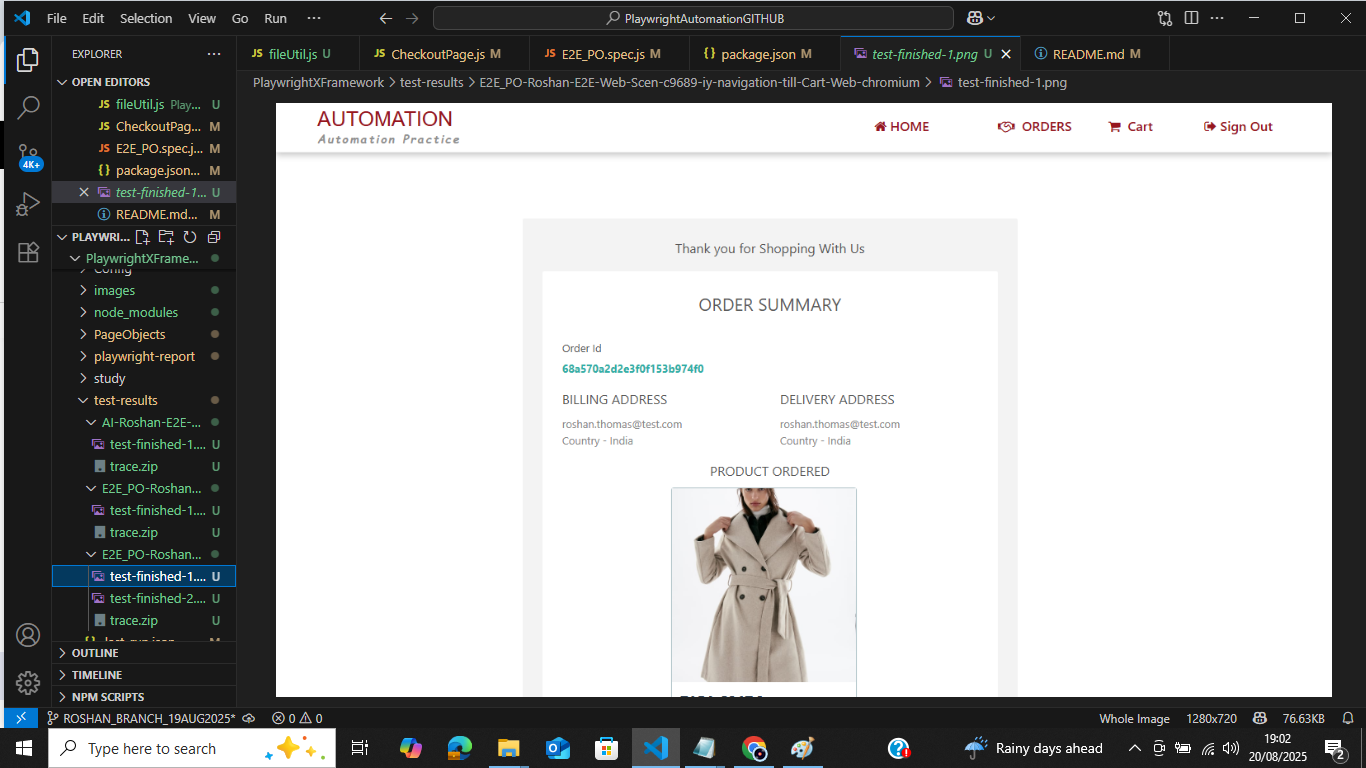 File Edit Selection View Go Run ···
PlaywrightAutomationGITHUB
EXPLORER
OPEN EDITORS
JS fileUtil.js Play... U
JS CheckoutPag... M
JS E2E_PO.spec.j... M
{} package.json... M
test-finished-1... U
README.md... M
PLAYWRI...
PlaywrightXFrame...
Config
images
node_modules
PageObjects
playwright-report
study
test-results
AI-Roshan-E2E-...
test-finished-1.... U
trace.zip U
E2E_PO-Roshan...
test-finished-1.... U
trace.zip U
E2E_PO-Roshan...
test-finished-1.... U
test-finished-2.... U
trace.zip U
OUTLINE
TIMELINE
NPM SCRIPTS
4K+
JS fileUtil.js U JS CheckoutPage.js M JS E2E_PO.spec.js M {} package.json M test-finished-1.png U README.md M
PlaywrightXFramework > test-results > E2E_PO-Roshan-E2E-Web-Scen-c9689-iy-navigation-till-Cart-Web-chromium > test-finished-1.png
AUTOMATION
Automation Practice
HOME ORDERS Cart Sign Out
Thank you for Shopping With Us
ORDER SUMMARY
Order Id
68a570a2d2e3f0f153b974f0
BILLING ADDRESS DELIVERY ADDRESS
roshan.thomas@test.com roshan.thomas@test.com
Country - India Country - India
PRODUCT ORDERED
ROSHAN_BRANCH_19AUG2025* 0 0 Whole Image 1280x720 76.63KB
Type here to search
Rainy days ahead
19:02
20/08/2025
2